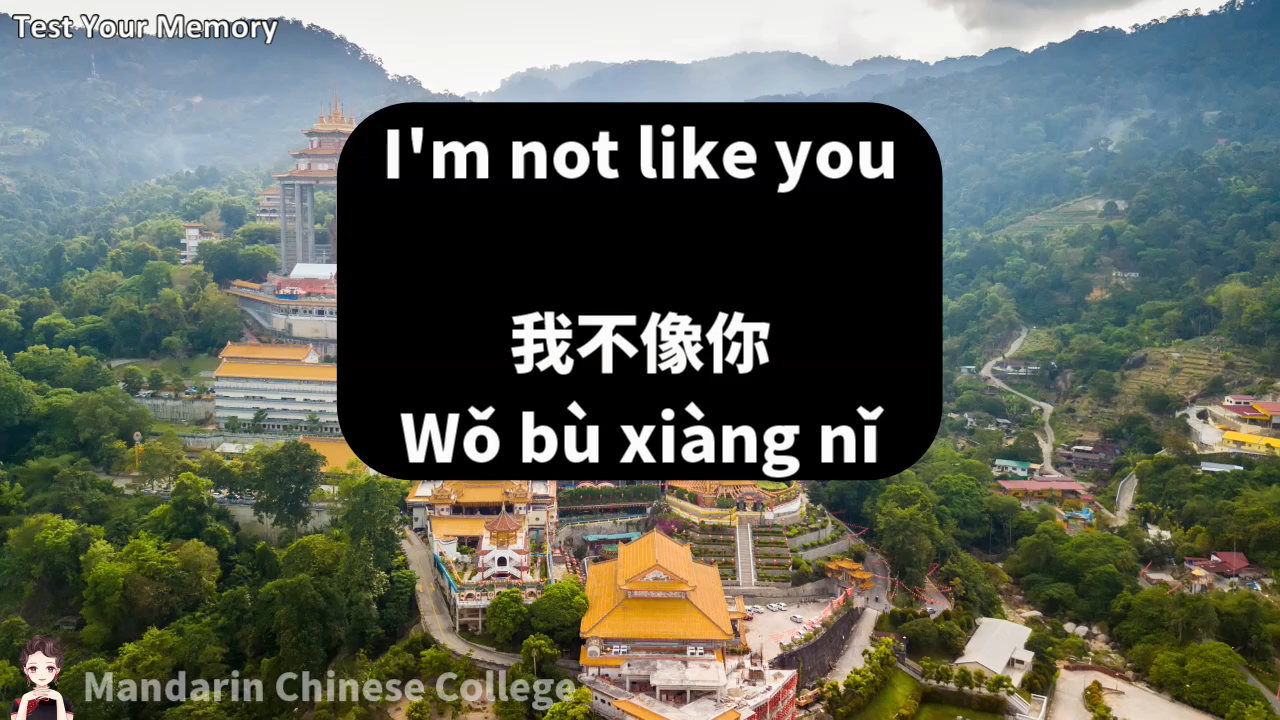 Test Your Memory
I'm not like you
我不像你
Wǒ bù xiàng nǐ
Mandarin Chinese College